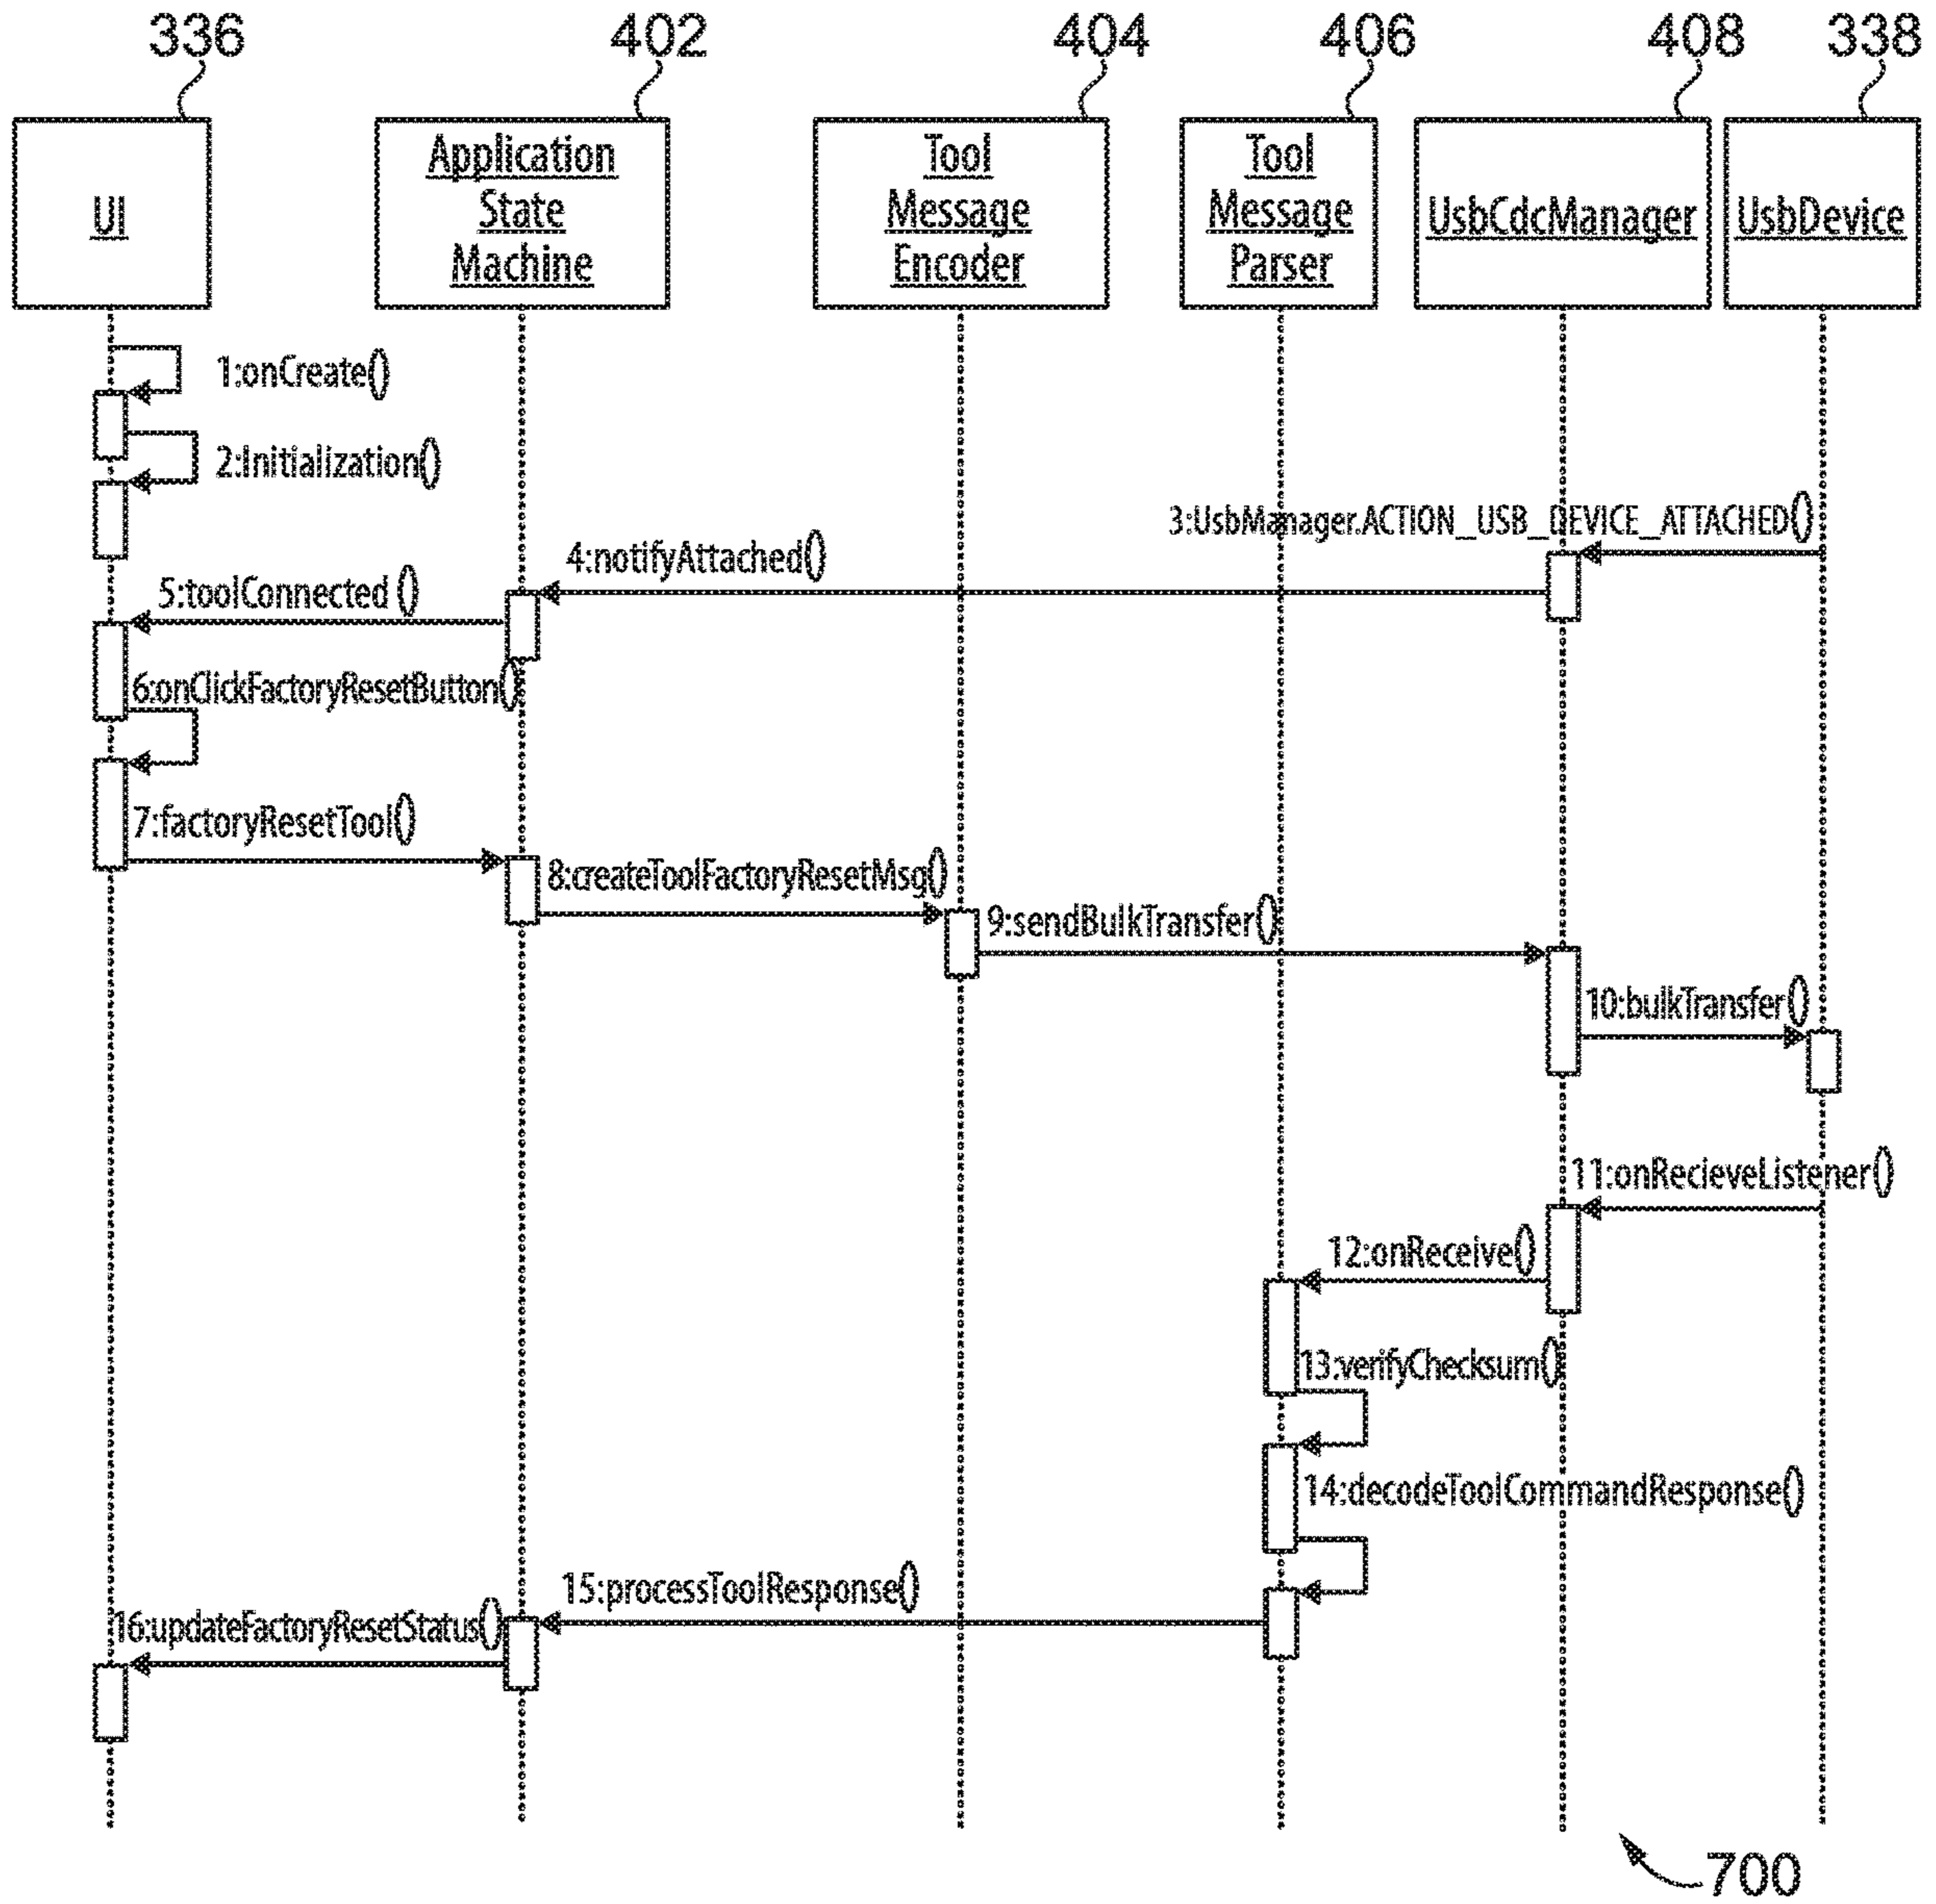 336
402
404
406
408
338
UI
Application
State
Machine
Tool
Message
Encoder
Tool
Message
Parser
UsbCdcManager
UsbDevice
1:onCreate()
2:Initialization()
3:UsbManager.ACTION_USB_DEVICE_ATTACHED()
4:notifyAttached()
5:toolConnected ()
6:onClickFactoryResetButton()
7:factoryResetTool()
8:createToolFactoryResetMsg()
9:sendBulkTransfer()
10:bulkTransfer()
11:onRecieveListener()
12:onReceive()
13:verifyChecksum()
14:decodeToolCommandResponse()
15:processToolResponse()
16:updateFactoryResetStatus()
700